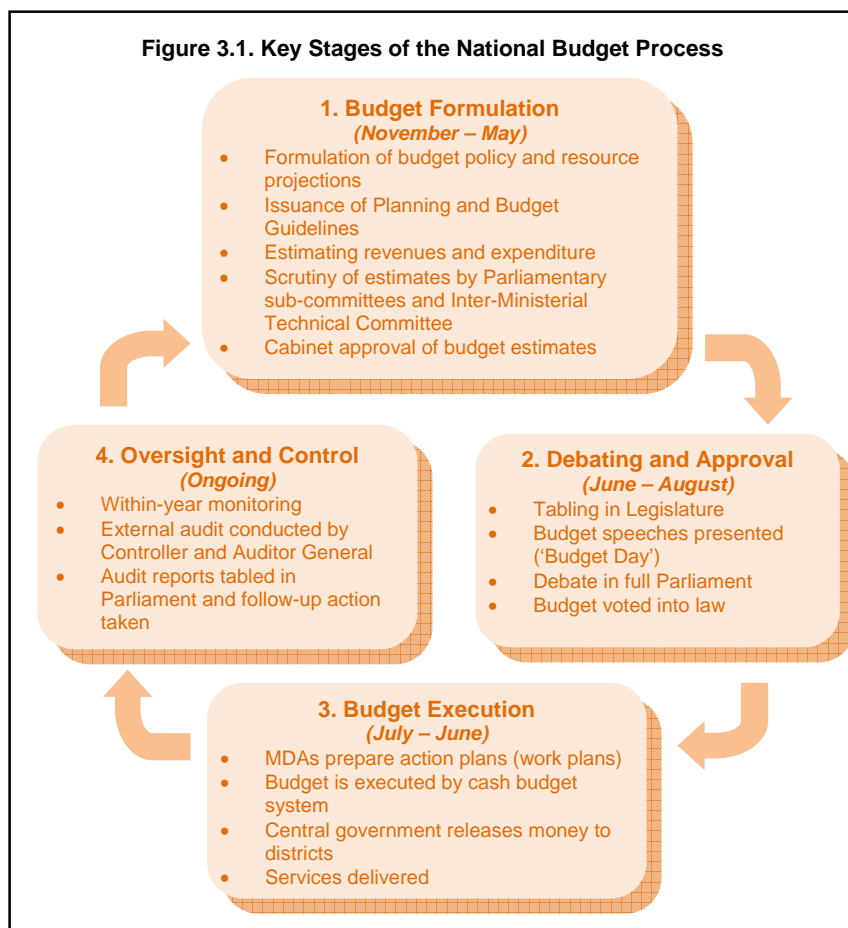 Figure 3.1. Key Stages of the National Budget Process
1. Budget Formulation
(November – May)
• Formulation of budget policy and resource
projections
• Issuance of Planning and Budget
Guidelines
• Estimating revenues and expenditure
• Scrutiny of estimates by Parliamentary
sub-committees and Inter-Ministerial
Technical Committee
• Cabinet approval of budget estimates
2. Debating and Approval
(June – August)
• Tabling in Legislature
• Budget speeches presented
(‘Budget Day’)
• Debate in full Parliament
• Budget voted into law
3. Budget Execution
(July – June)
• MDAs prepare action plans (work plans)
• Budget is executed by cash budget
system
• Central government releases money to
districts
• Services delivered
4. Oversight and Control
(Ongoing)
• Within-year monitoring
• External audit conducted by
Controller and Auditor General
• Audit reports tabled in
Parliament and follow-up action
taken